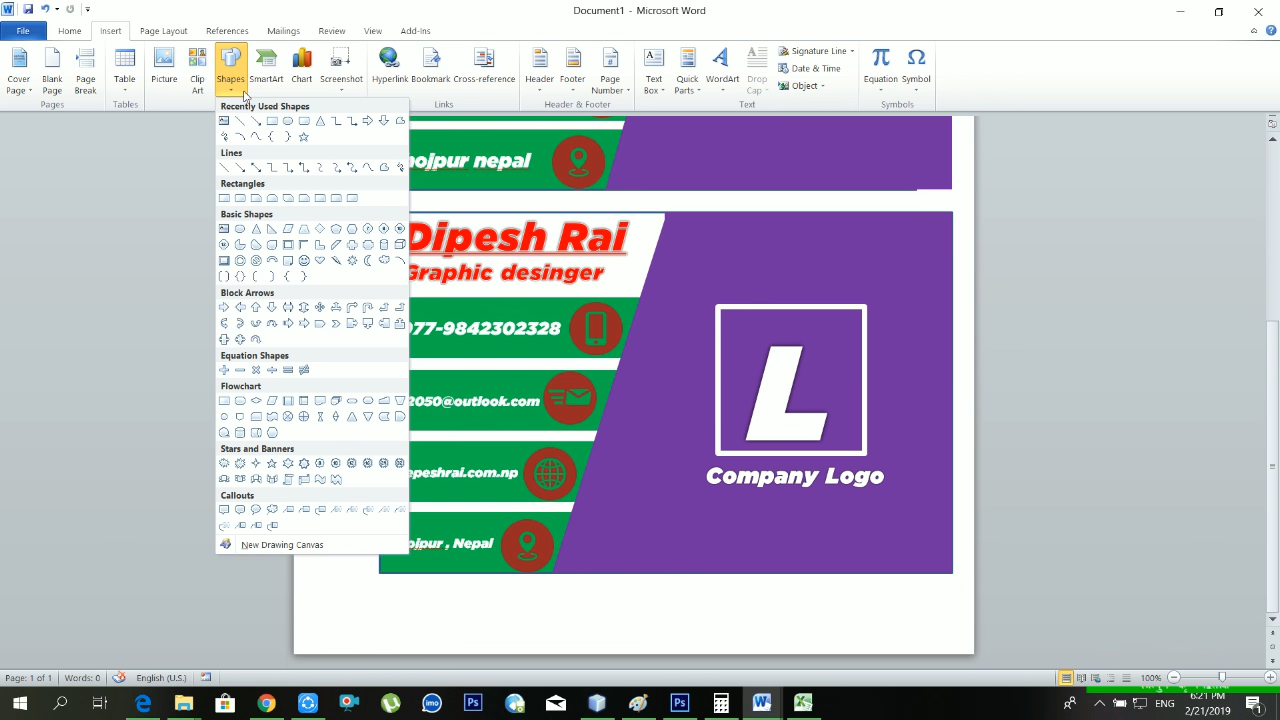 Document1 - Microsoft Word
File Home Insert Page Layout References Mailings Review View Add-Ins
Cover Page Blank Page Page Break Table Picture Clip Art Shapes SmartArt Chart Screenshot Hyperlink Bookmark Cross-reference Header Footer Page Number Text Box Quick Parts WordArt Drop Cap Signature Line Date & Time Object Equation Symbol
Pages Tables Links Header & Footer Text Symbols
Recently Used Shapes
Lines
Rectangles
Basic Shapes
Block Arrows
Equation Shapes
Flowchart
Stars and Banners
Callouts
New Drawing Canvas
ojpur nepal
Dipesh Rai
Graphic desinger
077-9842302328
2050@outlook.com
epeshrai.com.np
ojpur , Nepal
L
Company Logo
Page: 1 of 1 Words: 0 English (U.S.) 100%
ENG
6:21 PM
2/21/2019